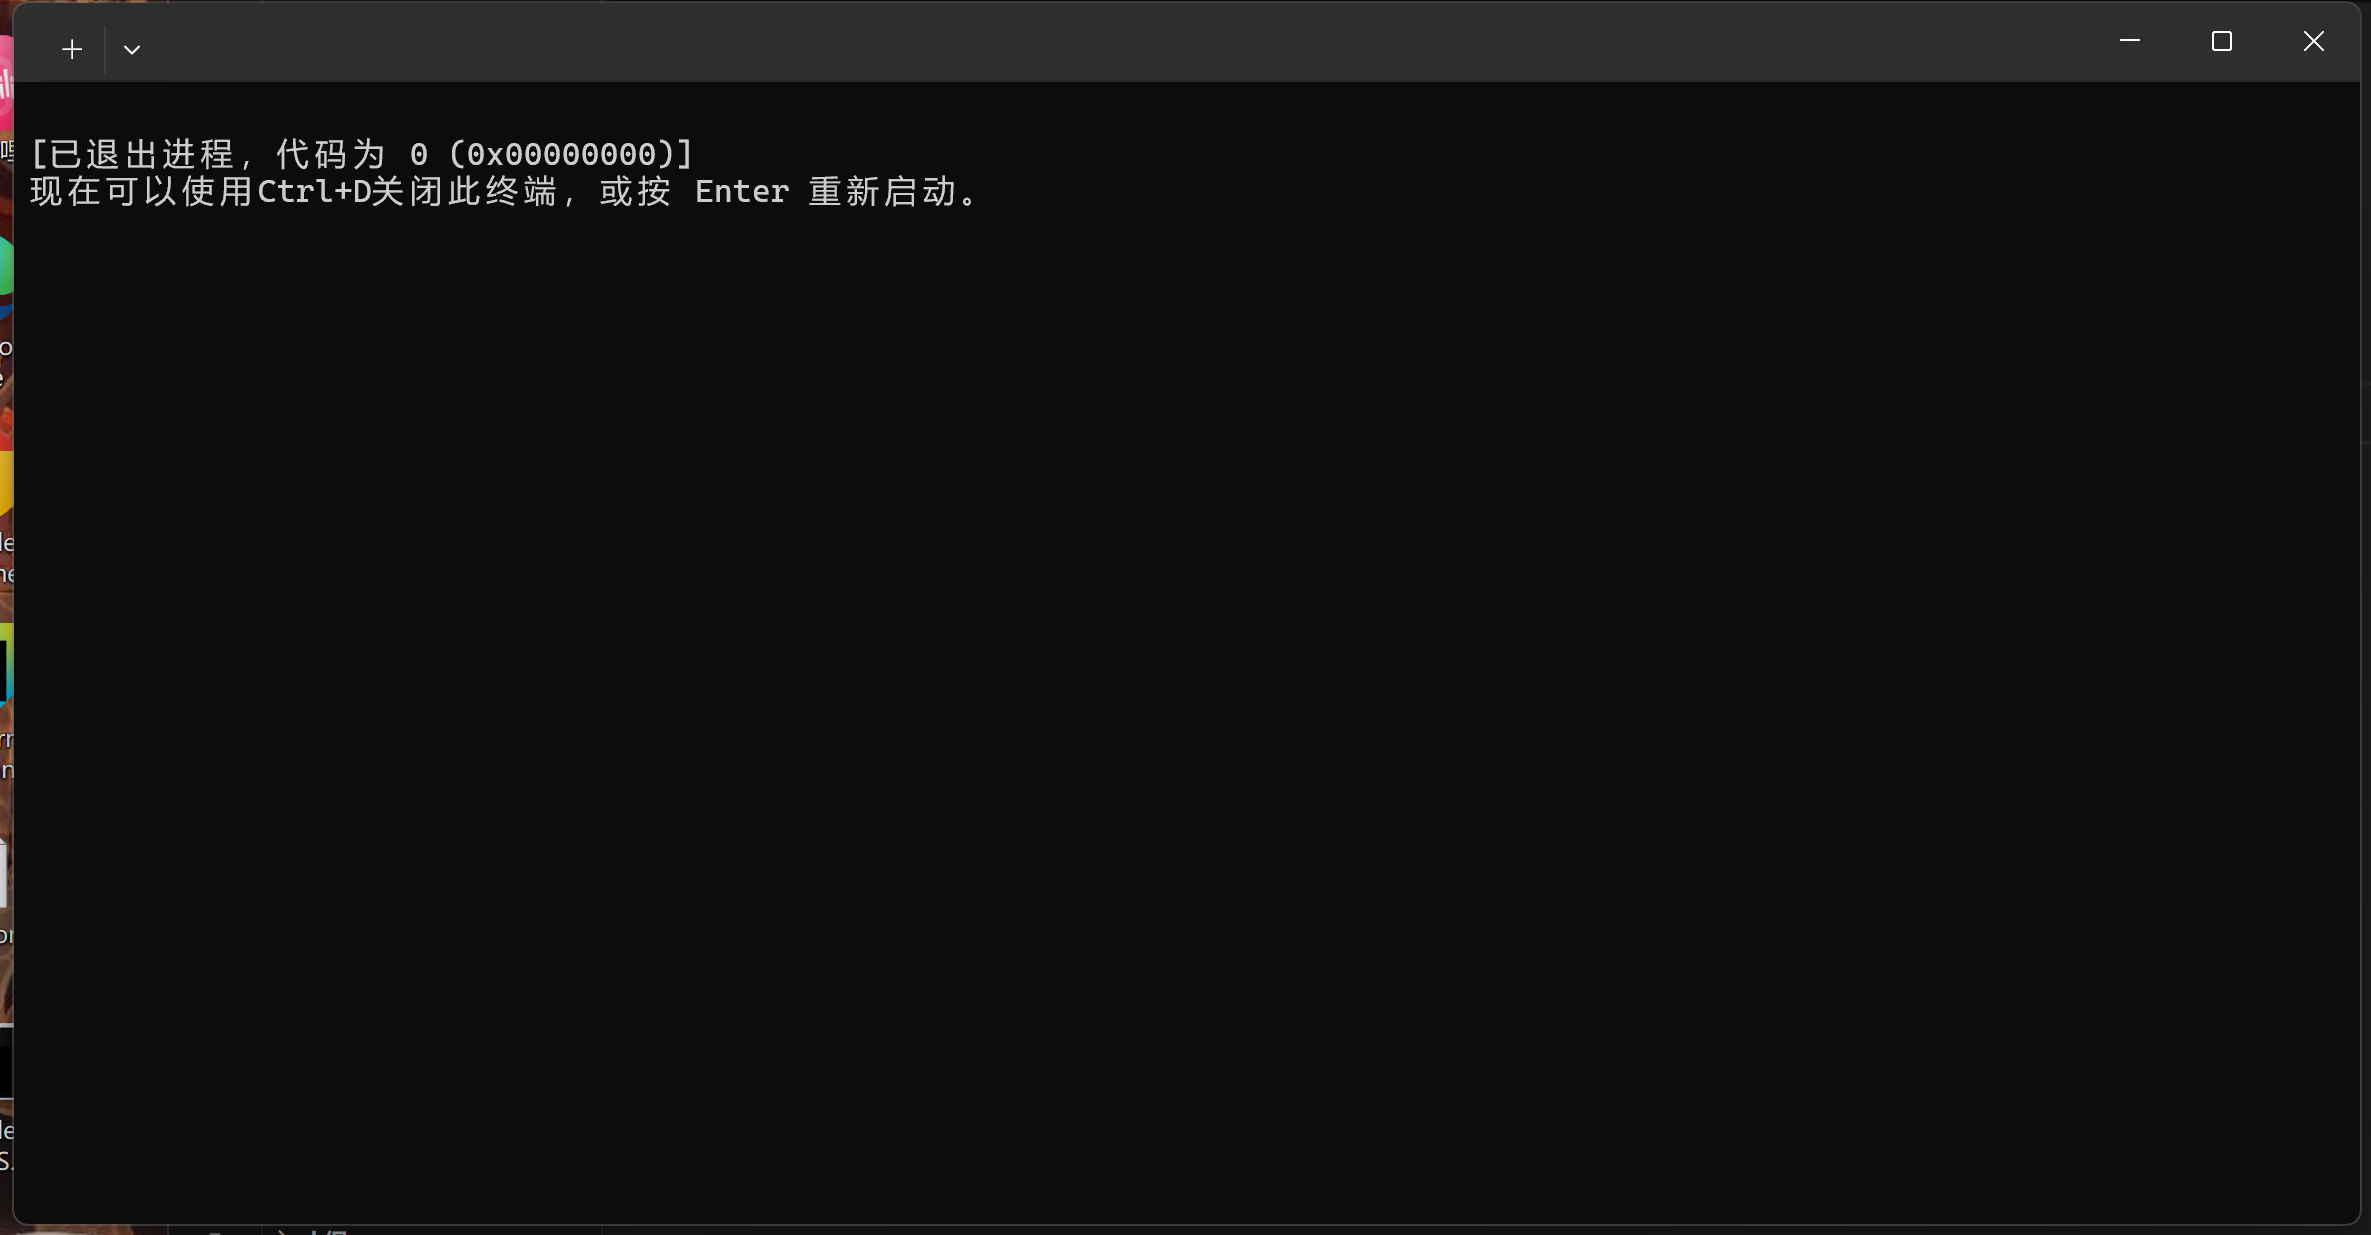 [已退出进程，代码为 0 (0x00000000)]
现在可以使用Ctrl+D关闭此终端，或按 Enter 重新启动。